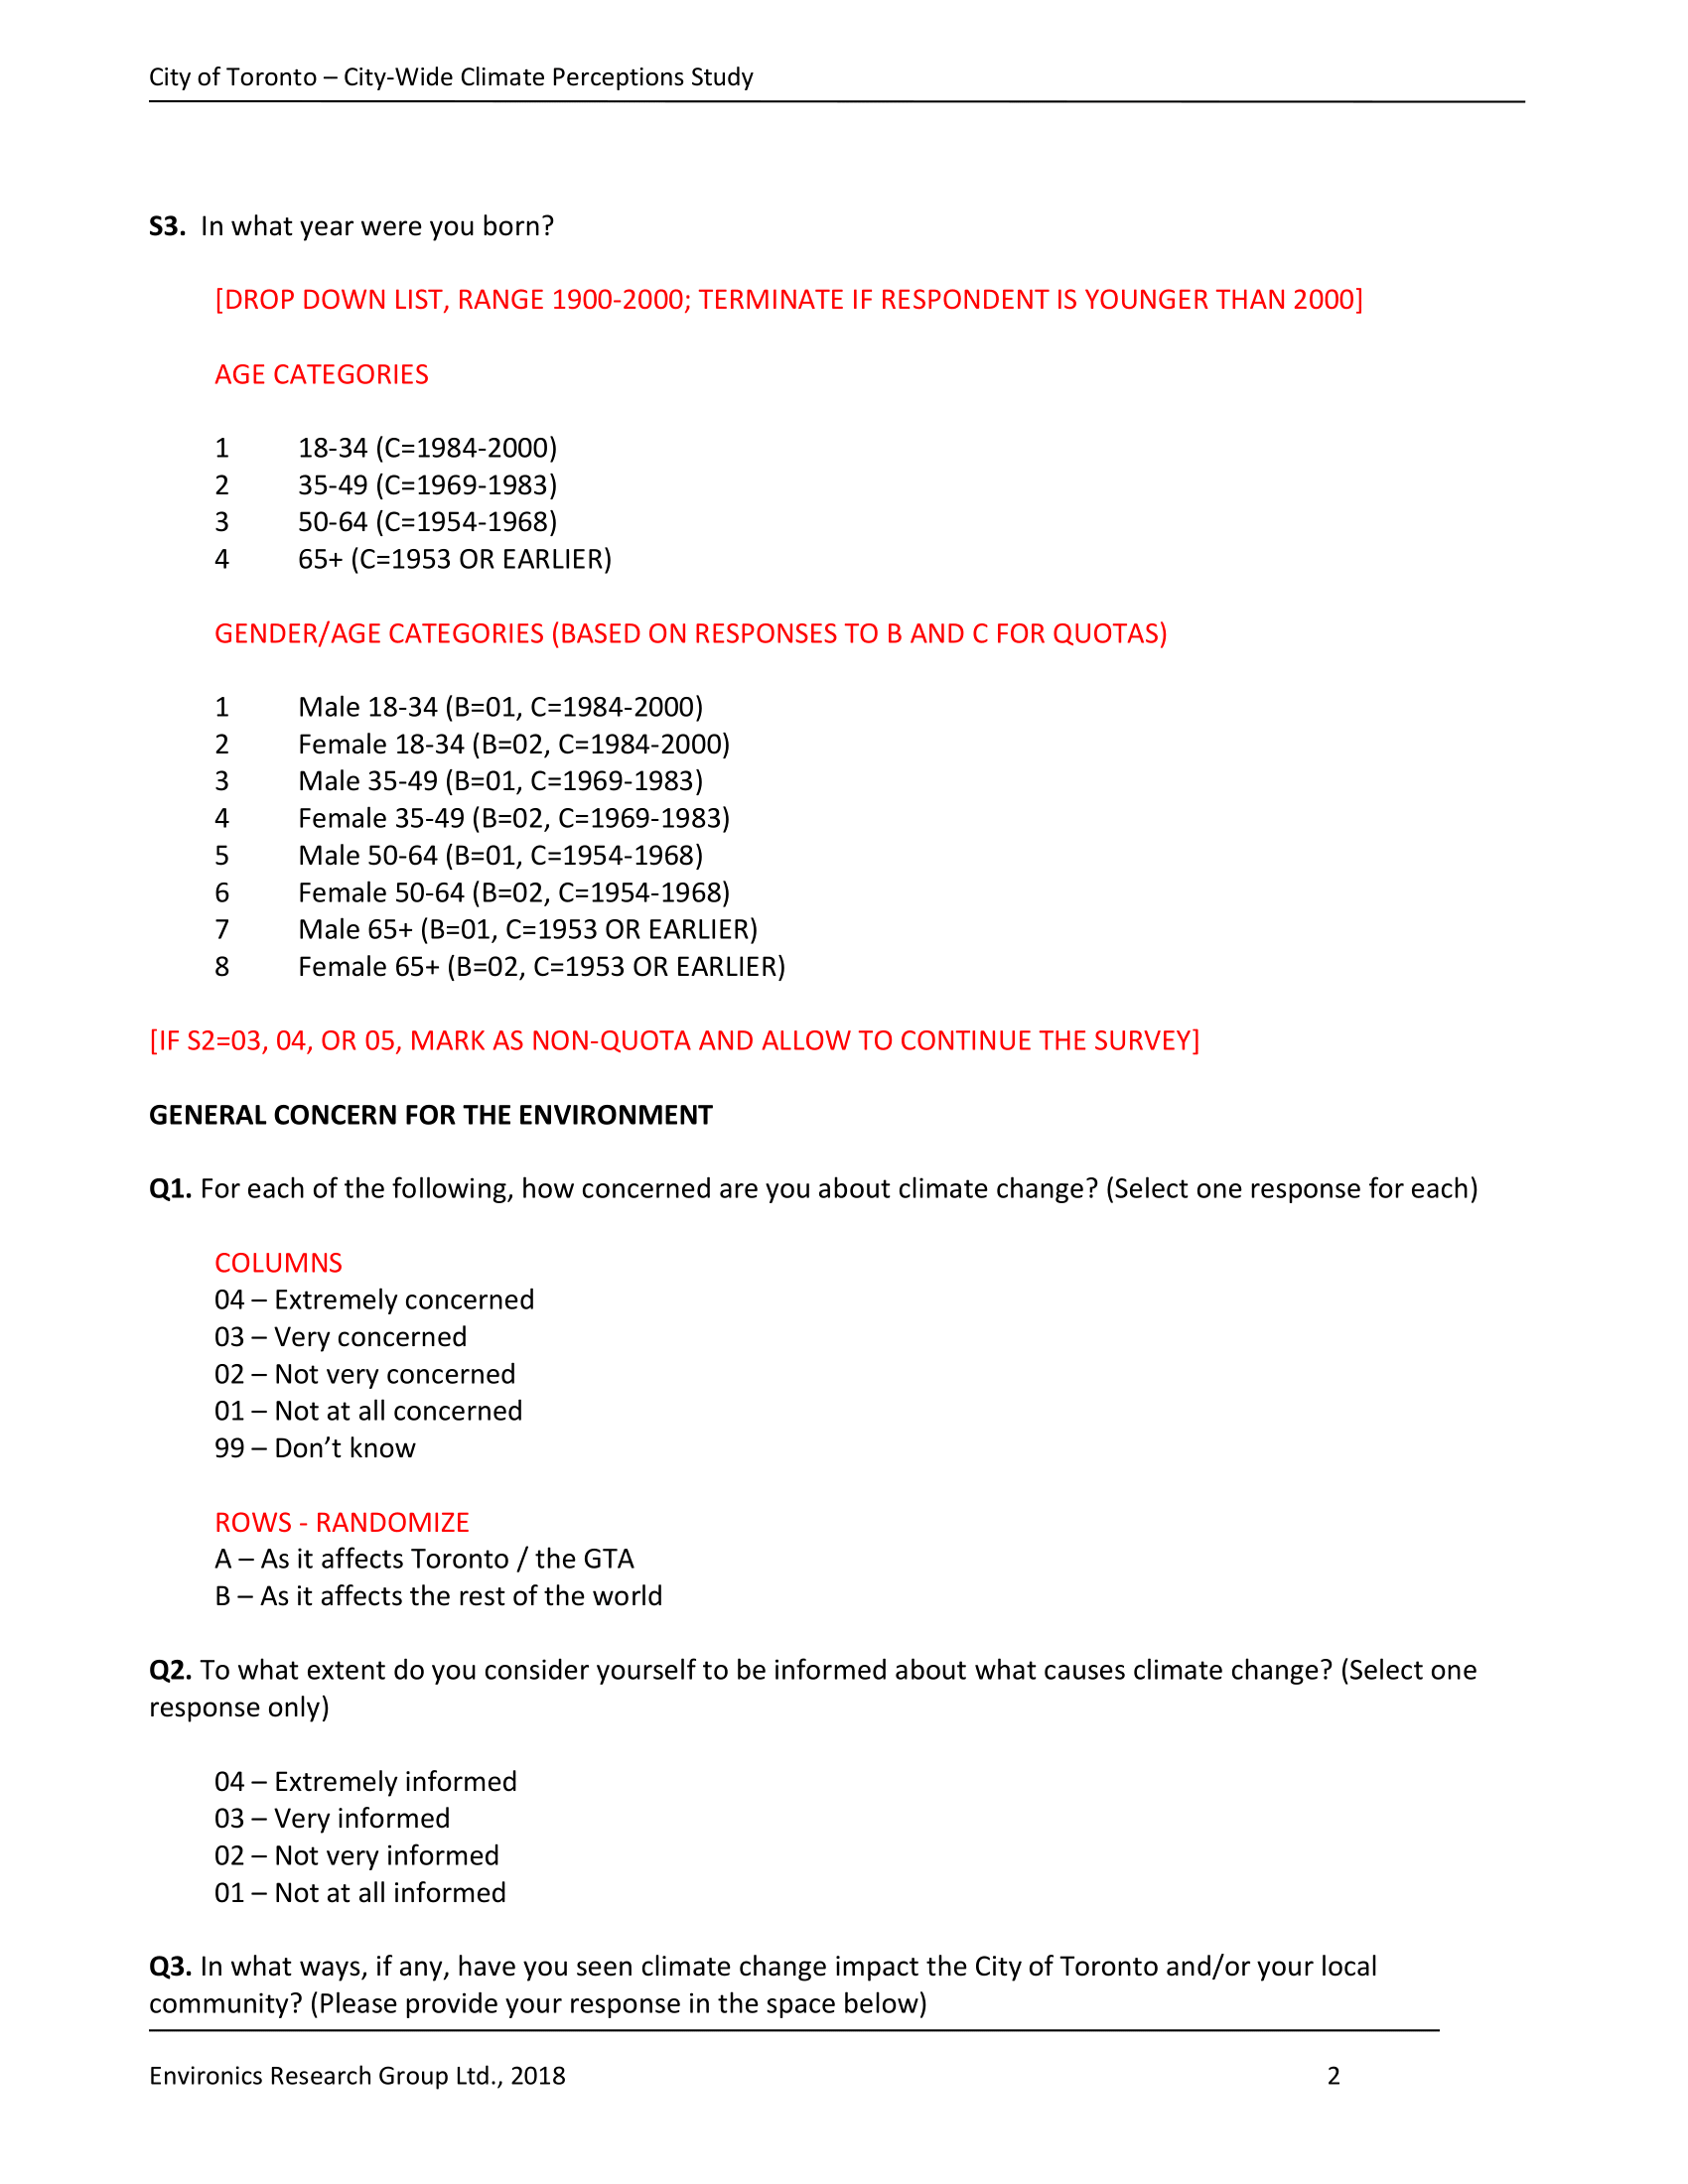 City of Toronto – City-Wide Climate Perceptions Study
S3. In what year were you born?
[DROP DOWN LIST, RANGE 1900-2000; TERMINATE IF RESPONDENT IS YOUNGER THAN 2000]
AGE CATEGORIES
1 18-34 (C=1984-2000)
2 35-49 (C=1969-1983)
3 50-64 (C=1954-1968)
4 65+ (C=1953 OR EARLIER)
GENDER/AGE CATEGORIES (BASED ON RESPONSES TO B AND C FOR QUOTAS)
1 Male 18-34 (B=01, C=1984-2000)
2 Female 18-34 (B=02, C=1984-2000)
3 Male 35-49 (B=01, C=1969-1983)
4 Female 35-49 (B=02, C=1969-1983)
5 Male 50-64 (B=01, C=1954-1968)
6 Female 50-64 (B=02, C=1954-1968)
7 Male 65+ (B=01, C=1953 OR EARLIER)
8 Female 65+ (B=02, C=1953 OR EARLIER)
[IF S2=03, 04, OR 05, MARK AS NON-QUOTA AND ALLOW TO CONTINUE THE SURVEY]
GENERAL CONCERN FOR THE ENVIRONMENT
Q1. For each of the following, how concerned are you about climate change? (Select one response for each)
COLUMNS
04 – Extremely concerned
03 – Very concerned
02 – Not very concerned
01 – Not at all concerned
99 – Don’t know
ROWS - RANDOMIZE
A – As it affects Toronto / the GTA
B – As it affects the rest of the world
Q2. To what extent do you consider yourself to be informed about what causes climate change? (Select one
response only)
04 – Extremely informed
03 – Very informed
02 – Not very informed
01 – Not at all informed
Q3. In what ways, if any, have you seen climate change impact the City of Toronto and/or your local
community? (Please provide your response in the space below)
Environics Research Group Ltd., 2018 2